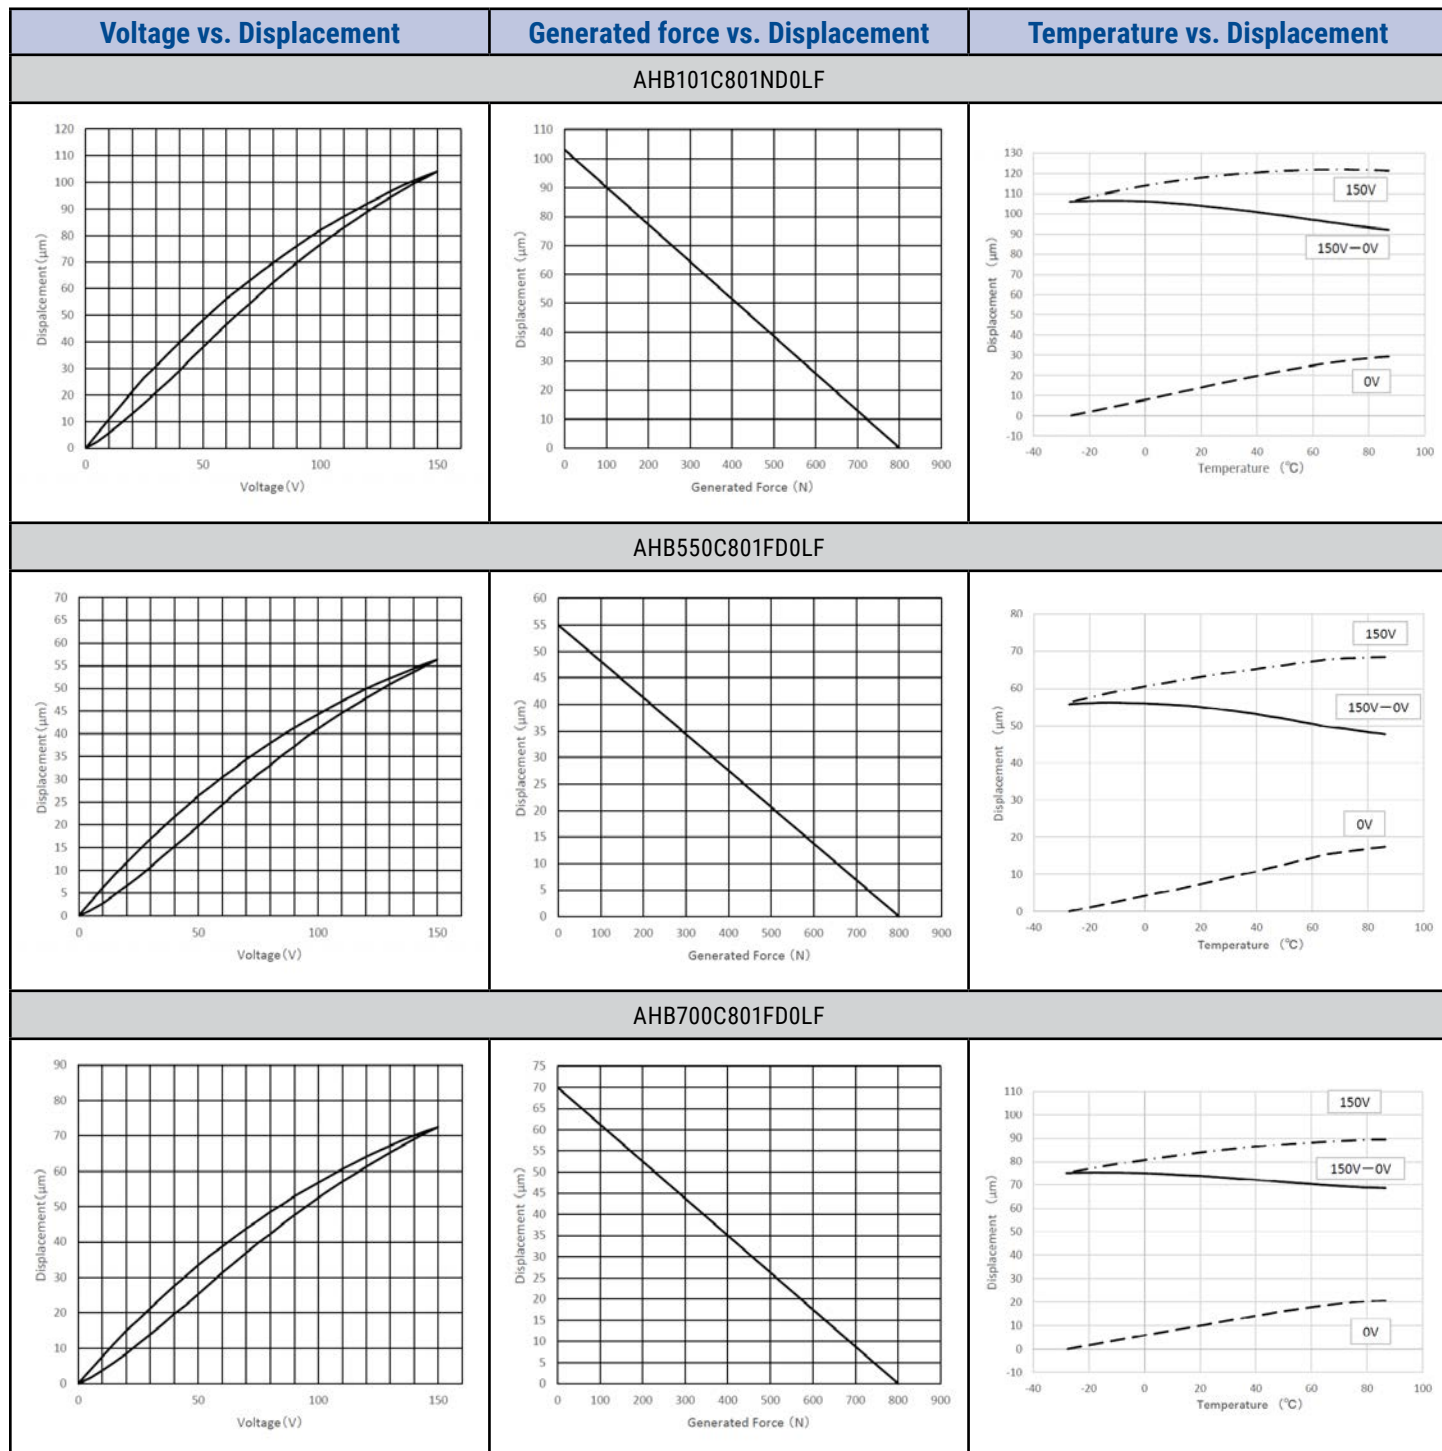 Voltage vs. Displacement
Generated force vs. Displacement
Temperature vs. Displacement
AHB101C801ND0LF
120
110
100
90
80
70
60
50
40
30
20
10
0
Dispalcement(μm)
0 50 100 150
Voltage(V)
110
100
90
80
70
60
50
40
30
20
10
0
Displacement(μm)
0 100 200 300 400 500 600 700 800 900
Generated Force (N)
130
120
110
100
90
80
70
60
50
40
30
20
10
0
-10
Displacement (μm)
150V
150V－0V
0V
-40 -20 0 20 40 60 80 100
Temperature (℃)
AHB550C801FD0LF
70
65
60
55
50
45
40
35
30
25
20
15
10
5
0
Displacement(μm)
0 50 100 150
Voltage(V)
60
55
50
45
40
35
30
25
20
15
10
5
0
Displacement(μm)
0 100 200 300 400 500 600 700 800 900
Generated Force (N)
80
70
60
50
40
30
20
10
0
Displacement (μm)
150V
150V－0V
0V
-40 -20 0 20 40 60 80 100
Temperature (℃)
AHB700C801FD0LF
90
80
70
60
50
40
30
20
10
0
Displacement(μm)
0 50 100 150
Voltage(V)
75
70
65
60
55
50
45
40
35
30
25
20
15
10
5
0
Displacement(μm)
0 100 200 300 400 500 600 700 800 900
Generated Force (N)
110
100
90
80
70
60
50
40
30
20
10
0
-10
Displacement (μm)
150V
150V－0V
0V
-40 -20 0 20 40 60 80 100
Temperature (℃)